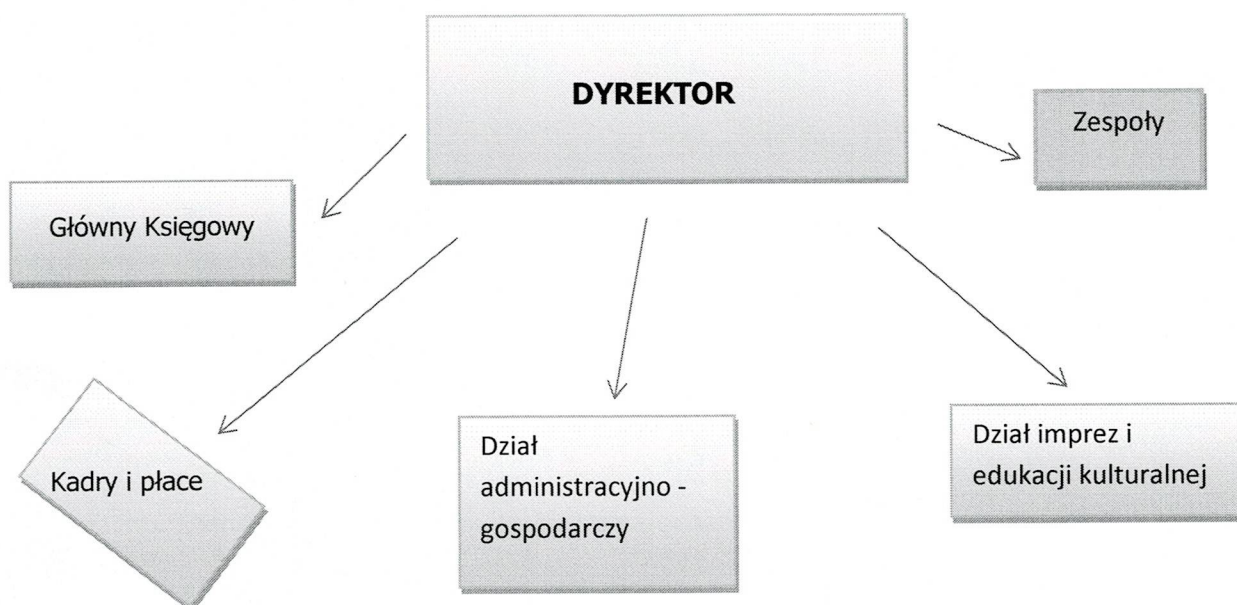 DYREKTOR
Zespoły
Główny Księgowy
Kadry i płace
Dział
administracyjno -
gospodarczy
Dział imprez i
edukacji kulturalnej